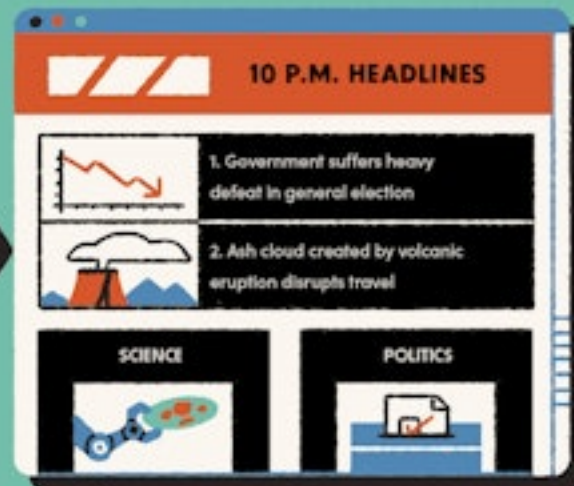 10 P.M. HEADLINES
1. Government suffers heavy
defeat in general election
2. Ash cloud created by volcanic
eruption disrupts travel
SCIENCE
POLITICS